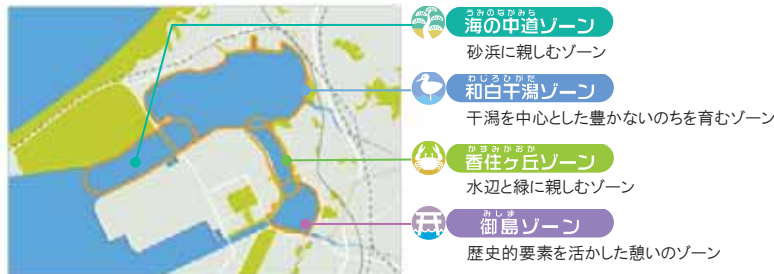 うみのなかみち
海の中道ゾーン
砂浜に親しむゾーン
わじろひがた
和白干潟ゾーン
干潟を中心とした豊かないのちを育むゾーン
かすみがおか
香住ヶ丘ゾーン
水辺と緑に親しむゾーン
みしま
御島ゾーン
歴史的要素を活かした憩いのゾーン